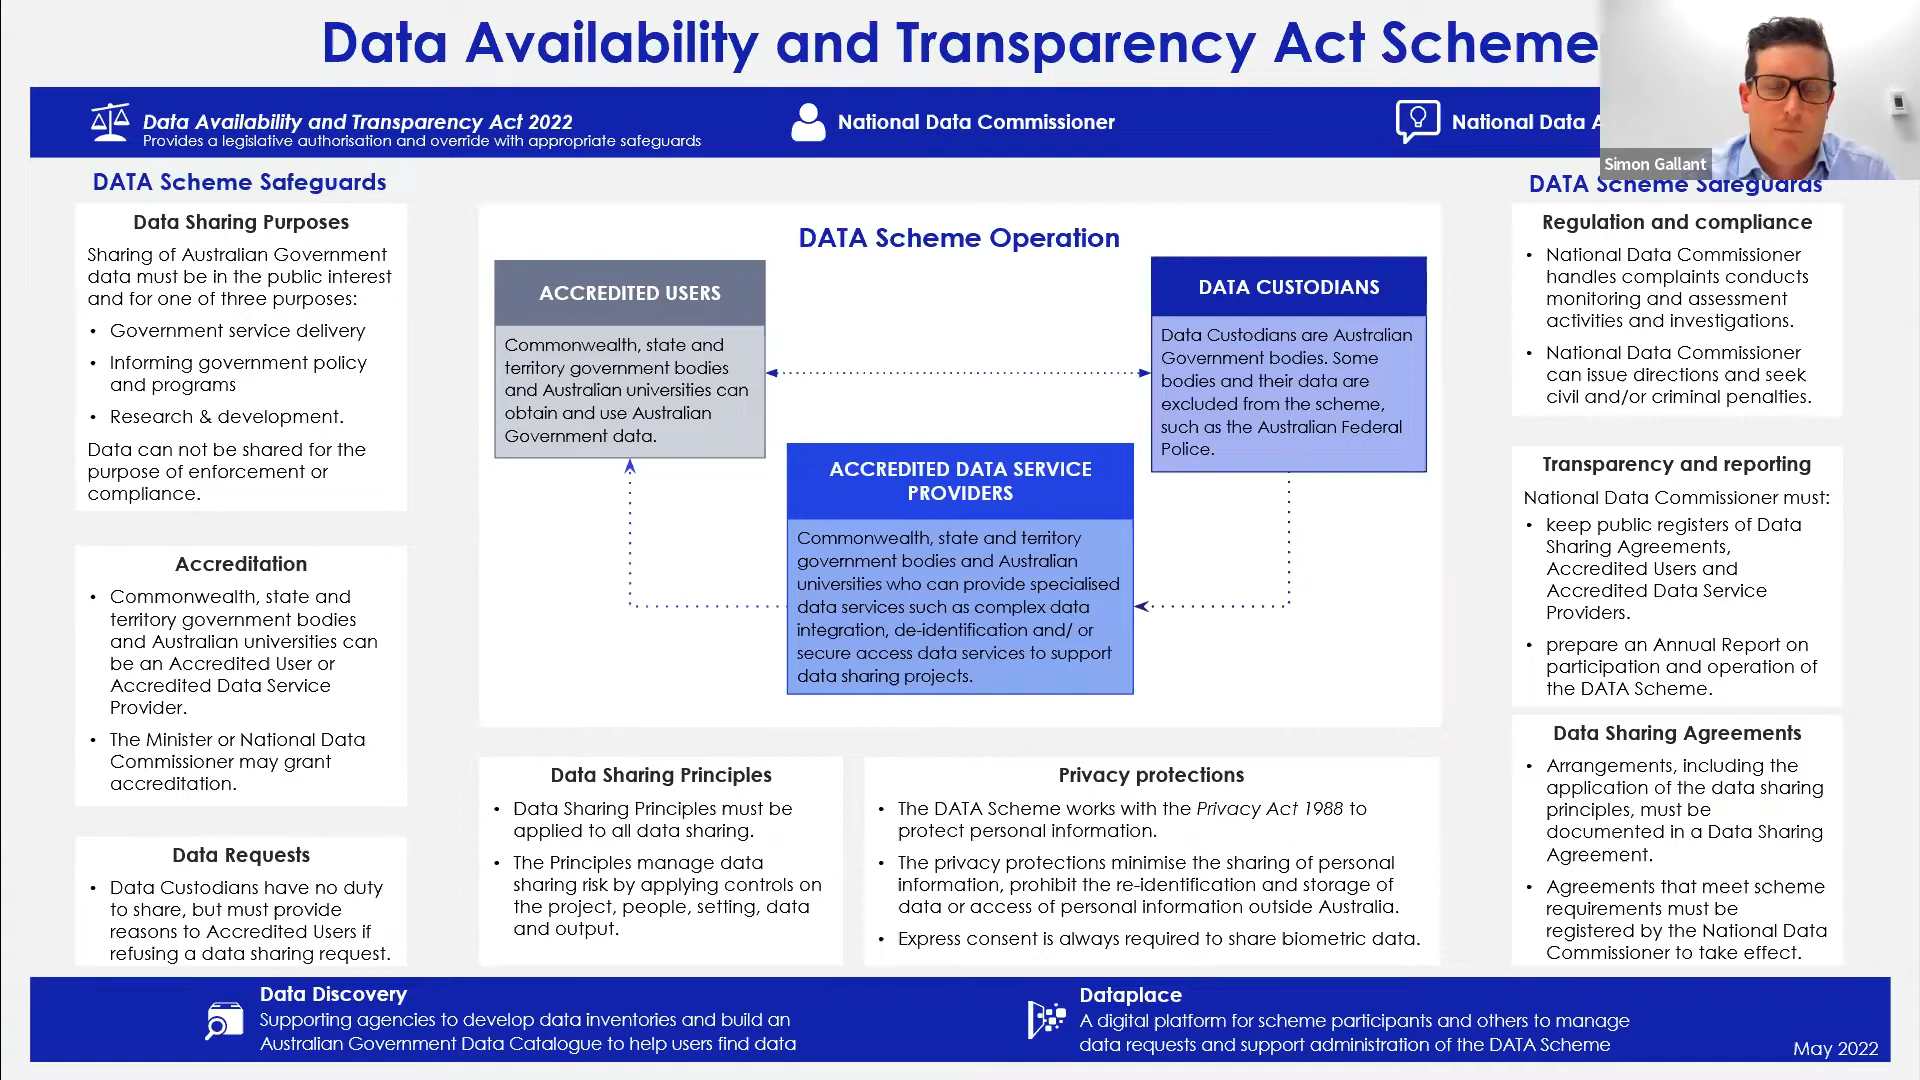 Data Availability and Transparency Act Scheme
Data Availability and Transparency Act 2022
Provides a legislative authorisation and override with appropriate safeguards
National Data Commissioner
National Data
Simon Gallant
DATA Scheme Safeguards
Data Sharing Purposes
Sharing of Australian Government
data must be in the public interest
and for one of three purposes:
• Government service delivery
• Informing government policy
and programs
• Research & development.
Data can not be shared for the
purpose of enforcement or
compliance.
Accreditation
• Commonwealth, state and
territory government bodies
and Australian universities can
be an Accredited User or
Accredited Data Service
Provider.
• The Minister or National Data
Commissioner may grant
accreditation.
Data Requests
• Data Custodians have no duty
to share, but must provide
reasons to Accredited Users if
refusing a data sharing request.
DATA Scheme Operation
ACCREDITED USERS
Commonwealth, state and
territory government bodies
and Australian universities can
obtain and use Australian
Government data.
DATA CUSTODIANS
Data Custodians are Australian
Government bodies. Some
bodies and their data are
excluded from the scheme,
such as the Australian Federal
Police.
ACCREDITED DATA SERVICE
PROVIDERS
Commonwealth, state and territory
government bodies and Australian
universities who can provide specialised
data services such as complex data
integration, de-identification and/ or
secure access data services to support
data sharing projects.
Data Sharing Principles
• Data Sharing Principles must be
applied to all data sharing.
• The Principles manage data
sharing risk by applying controls on
the project, people, setting, data
and output.
Privacy protections
• The DATA Scheme works with the Privacy Act 1988 to
protect personal information.
• The privacy protections minimise the sharing of personal
information, prohibit the re-identification and storage of
data or access of personal information outside Australia.
• Express consent is always required to share biometric data.
DATA Scheme Safeguards
Regulation and compliance
• National Data Commissioner
handles complaints conducts
monitoring and assessment
activities and investigations.
• National Data Commissioner
can issue directions and seek
civil and/or criminal penalties.
Transparency and reporting
National Data Commissioner must:
• keep public registers of Data
Sharing Agreements,
Accredited Users and
Accredited Data Service
Providers.
• prepare an Annual Report on
participation and operation of
the DATA Scheme.
Data Sharing Agreements
• Arrangements, including the
application of the data sharing
principles, must be
documented in a Data Sharing
Agreement.
• Agreements that meet scheme
requirements must be
registered by the National Data
Commissioner to take effect.
Data Discovery
Supporting agencies to develop data inventories and build an
Australian Government Data Catalogue to help users find data
Dataplace
A digital platform for scheme participants and others to manage
data requests and support administration of the DATA Scheme
May 2022